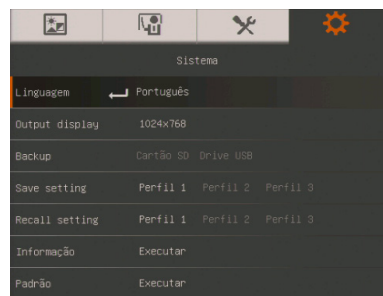 Sistema
Linguagem Português
Output display 1024x768
Backup Cartão SD Drive USB
Save setting Perfil 1 Perfil 2 Perfil 3
Recall setting Perfil 1 Perfil 2 Perfil 3
Informação Executar
Padrão Executar